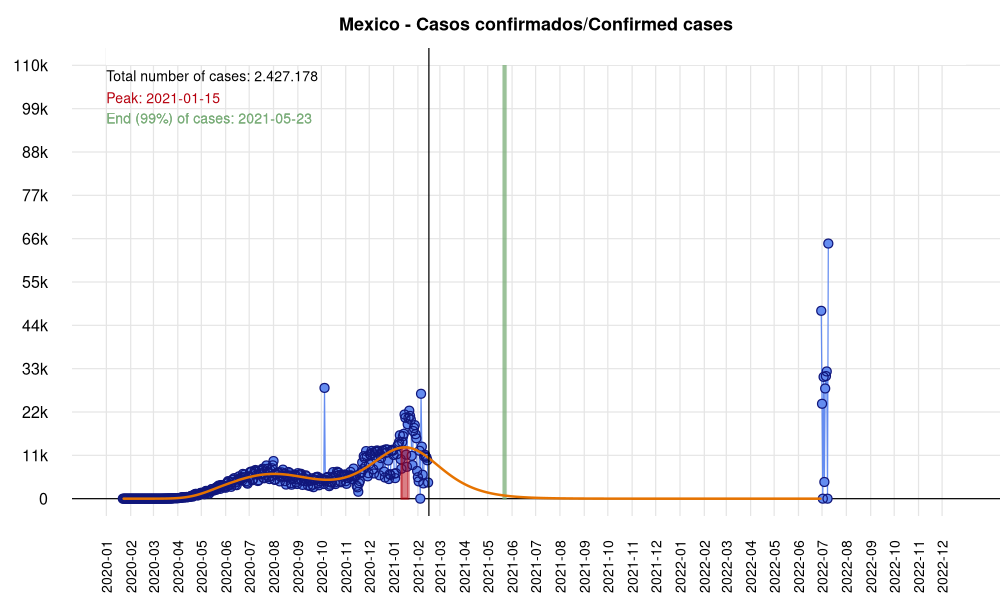 Mexico - Casos confirmados/Confirmed cases
110k
Total number of cases: 2.427.178
Peak: 2021-01-15
99k
End (99%) of cases: 2021-05-23
88k
77k
66k
55k
44k
33k
22k
11k
0
2020-01
2020-02
2020-03
2020-04
2020-05
2020-06
2020-07
2020-08
2020-09
2020-10
2020-11
2020-12
2021-01
2021-02
2021-03
2021-04
2021-05
2021-06
2021-07
2021-08
2021-09
2021-10
2021-11
2021-12
2022-01
2022-02
2022-03
2022-04
2022-05
2022-06
2022-07
2022-08
2022-09
2022-10
2022-11
2022-12